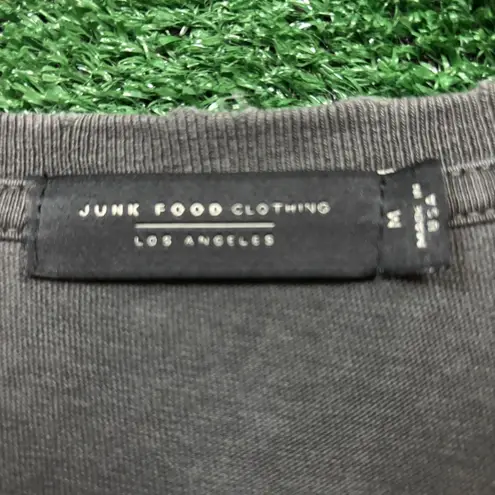 JUNK FOOD CLOTHING
LOS ANGELES
M
MADE IN
USA